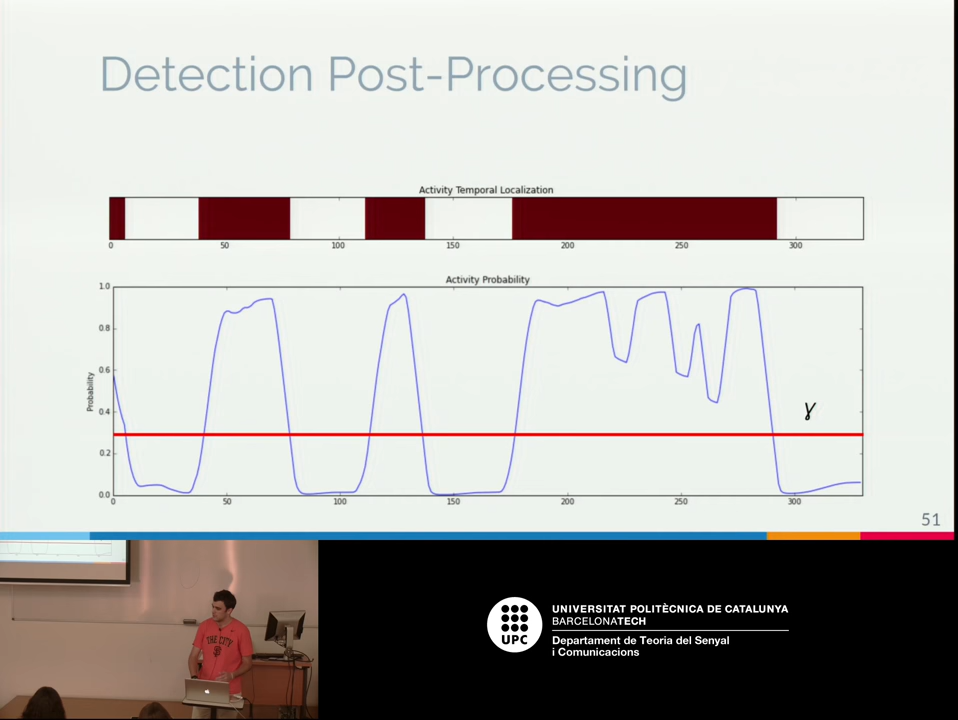 Detection Post-Processing
Activity Temporal Localization
0 50 100 150 200 250 300
Activity Probability
1.0
0.8
0.6
0.4
0.2
0.0
Probability
γ
0 50 100 150 200 250 300
51
THE CITY
UPC
UNIVERSITAT POLITÈCNICA DE CATALUNYA
BARCELONATECH
Departament de Teoria del Senyal
i Comunicacions